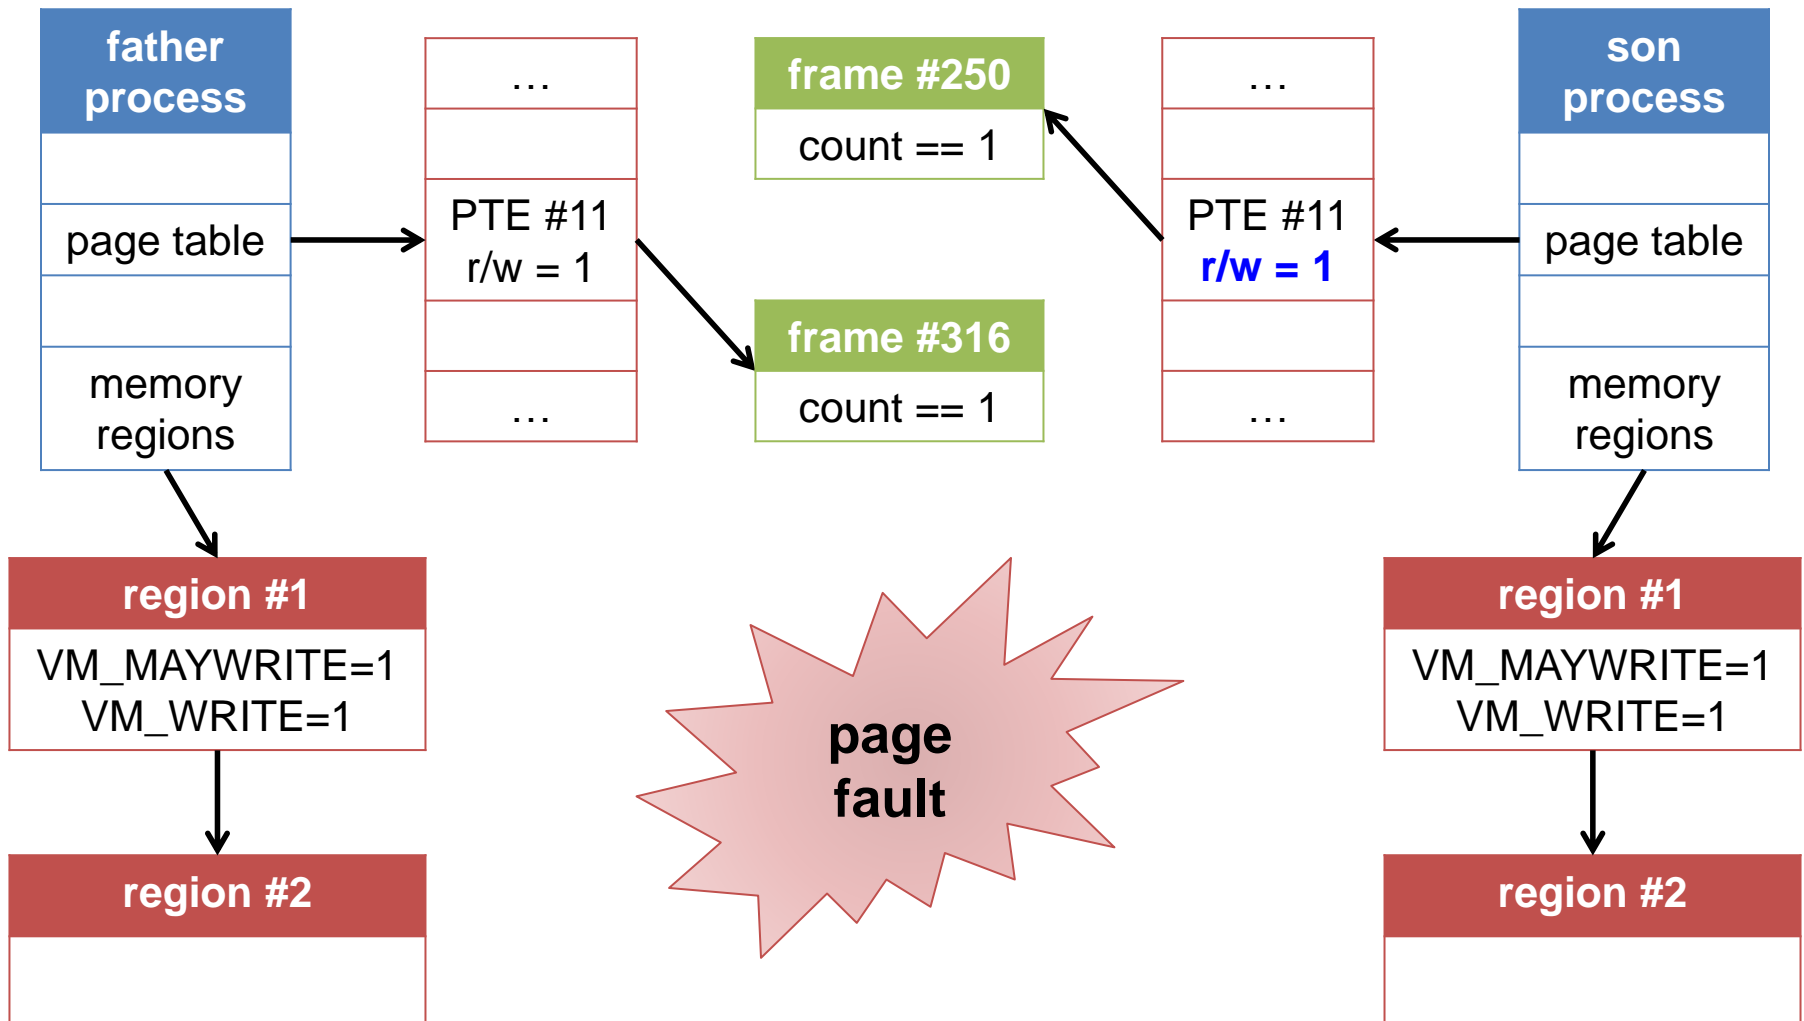 father
process
page table
memory
regions
…
PTE #11
r/w = 1
…
frame #250
count == 1
frame #316
count == 1
…
PTE #11
r/w = 1
…
son
process
page table
memory
regions
region #1
VM_MAYWRITE=1
VM_WRITE=1
region #2
page
fault
region #1
VM_MAYWRITE=1
VM_WRITE=1
region #2